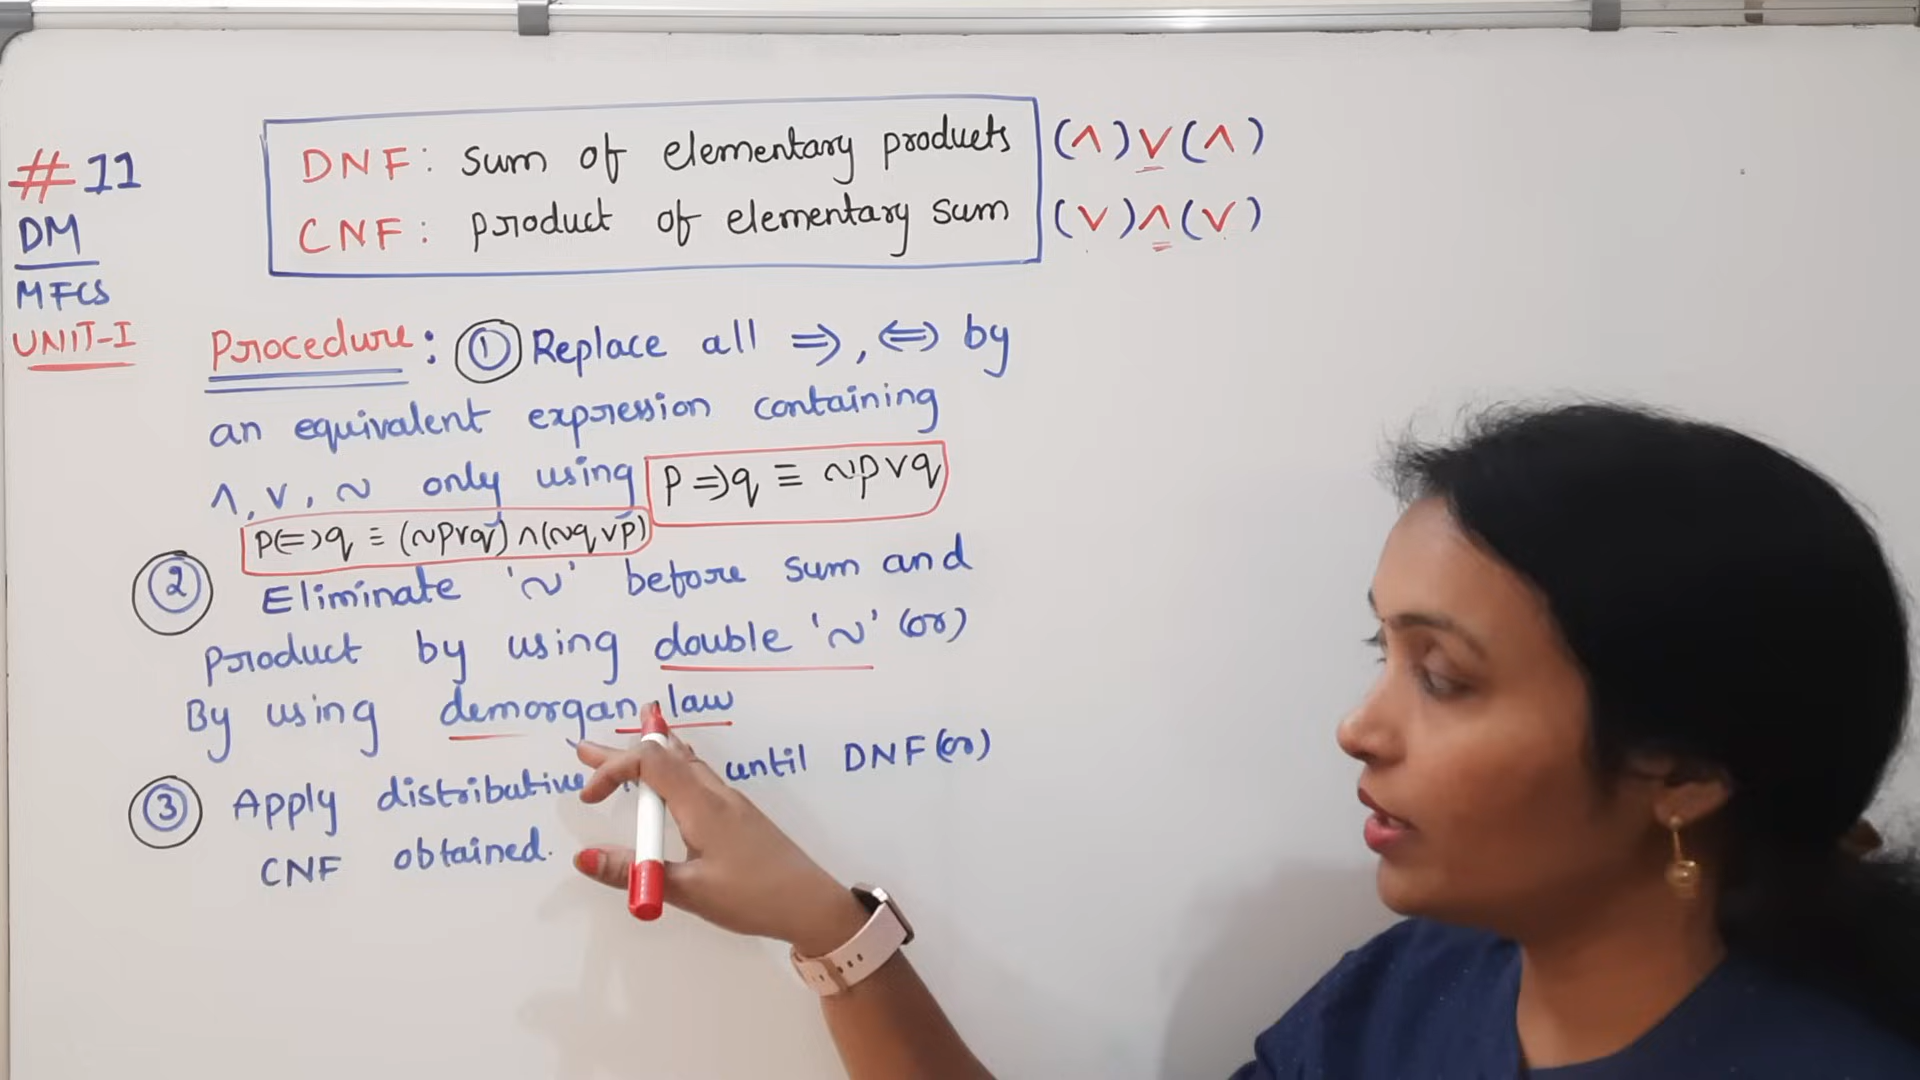 #11
DM
MFCS
UNIT-I
DNF: sum of elementary products (∧)∨(∧)
CNF: product of elementary sum (∨)∧(∨)
Procedure: ① Replace all ⇒, ⇔ by
an equivalent expression containing
∧, ∨, ~ only using p⇒q ≡ ~p∨q
p⇔q ≡ (~p∨q)∧(~q∨p)
② Eliminate '~' before sum and
product by using double '~' (or)
By using demorgan law
③ Apply distributive until DNF (or)
CNF obtained.